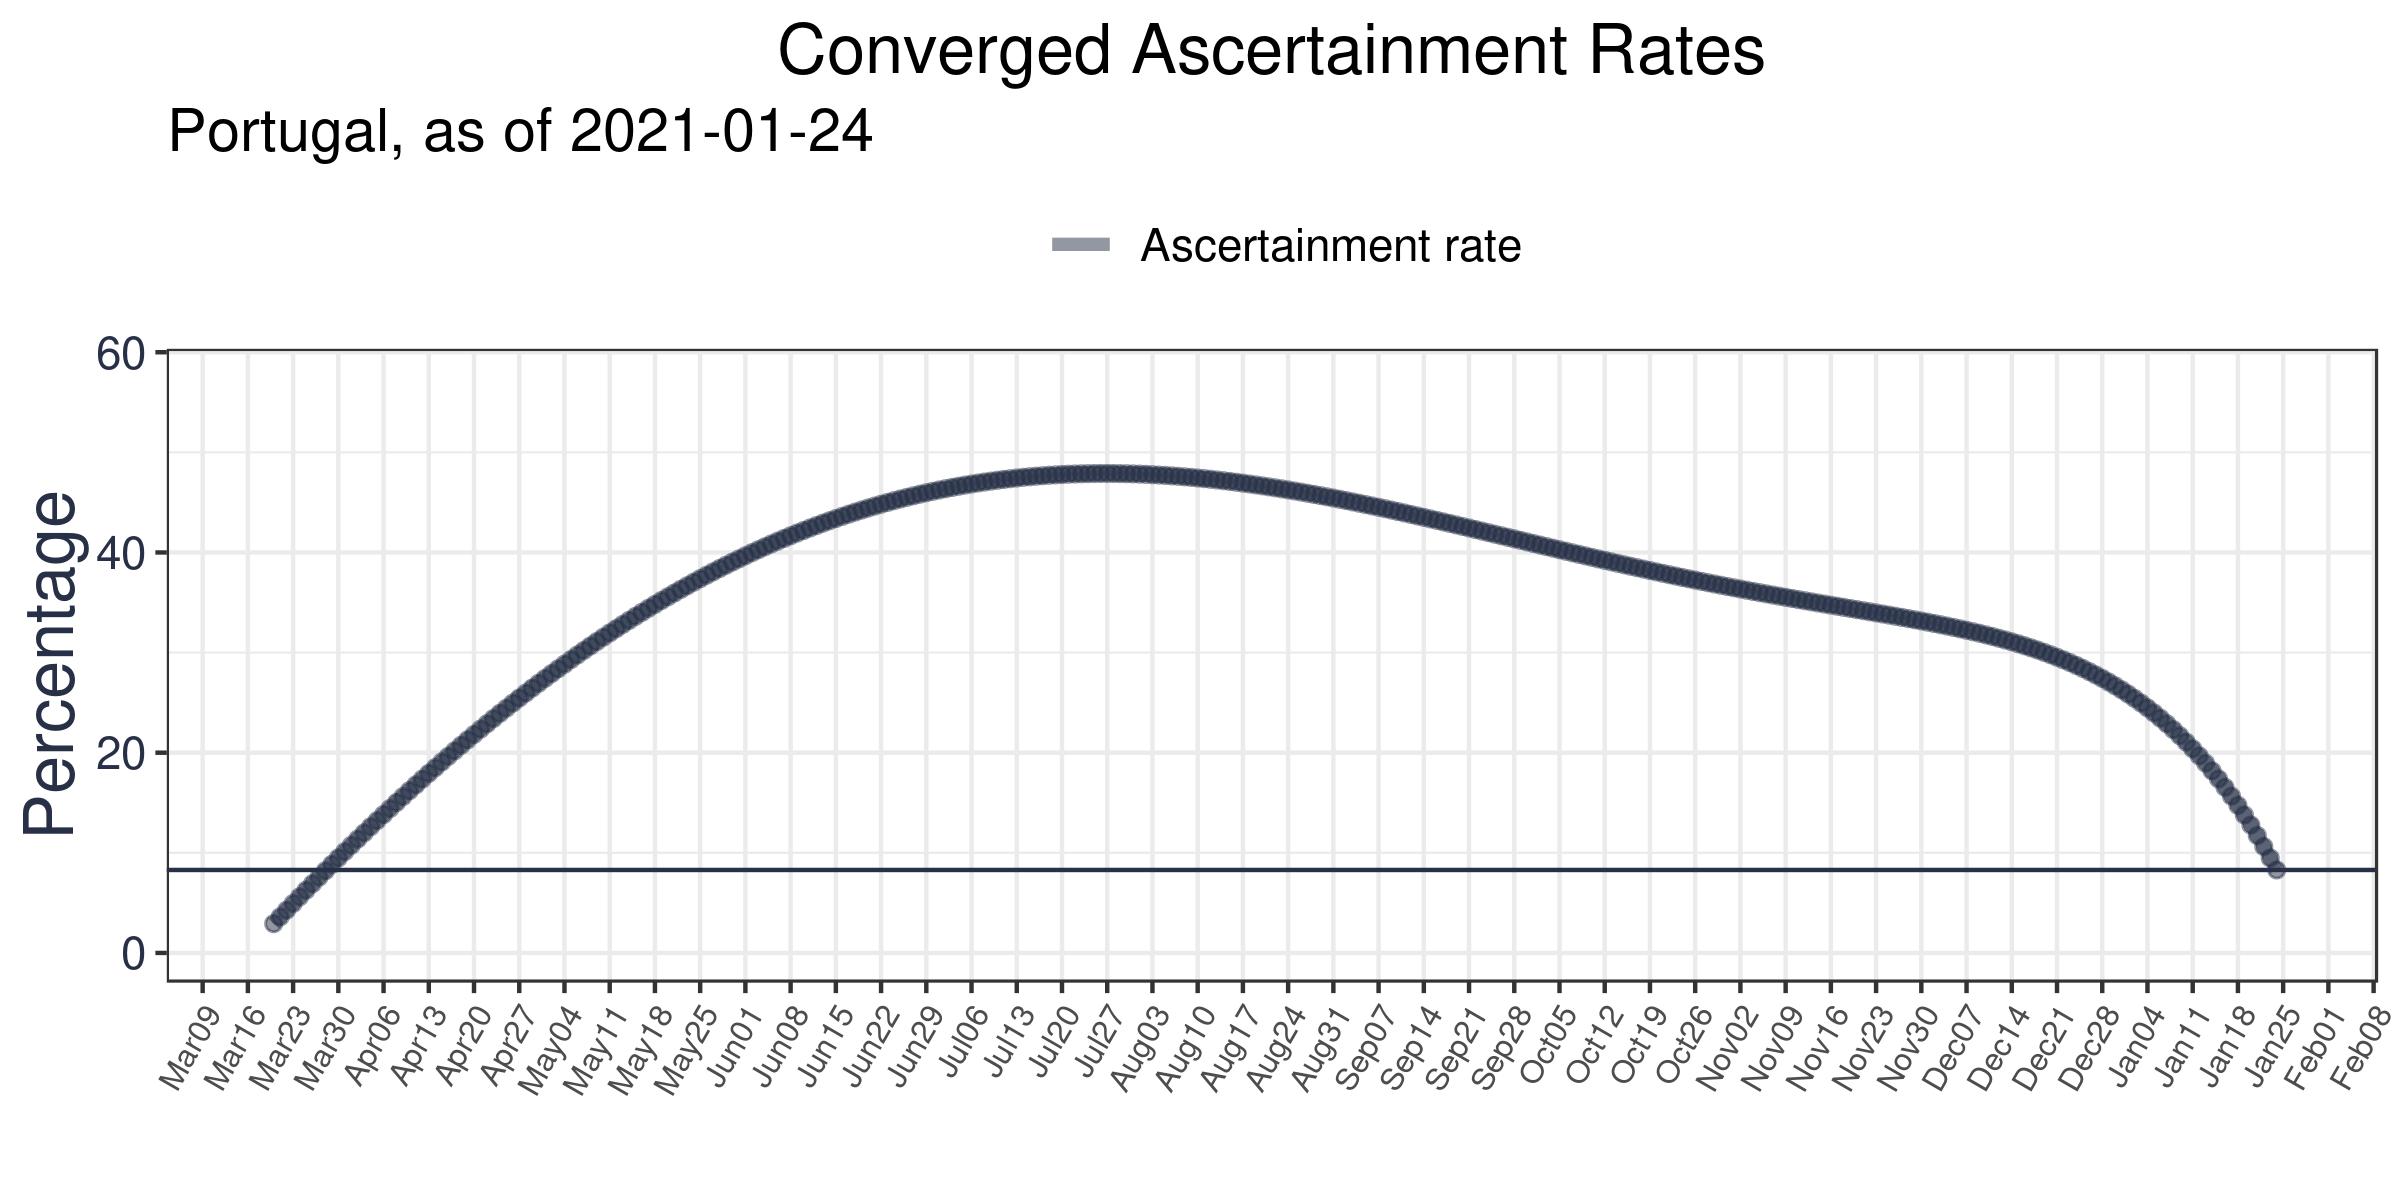 Converged Ascertainment Rates
Portugal, as of 2021-01-24
Ascertainment rate
Percentage
60
40
20
0
Mar09 Mar16 Mar23 Mar30 Apr06 Apr13 Apr20 Apr27 May04 May11 May18 May25 Jun01 Jun08 Jun15 Jun22 Jun29 Jul06 Jul13 Jul20 Jul27 Aug03 Aug10 Aug17 Aug24 Aug31 Sep07 Sep14 Sep21 Sep28 Oct05 Oct12 Oct19 Oct26 Nov02 Nov09 Nov16 Nov23 Nov30 Dec07 Dec14 Dec21 Dec28 Jan04 Jan11 Jan18 Jan25 Feb01 Feb08